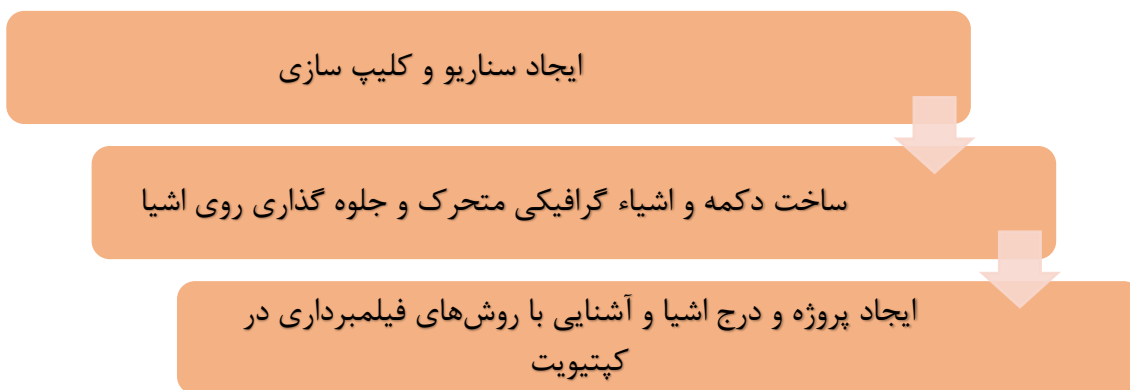 ایجاد سناریو و کلیپ سازی
ساخت دکمه و اشیاء گرافیکی متحرک و جلوه گذاری روی اشیا
ایجاد پروژه و درج اشیا و آشنایی با روش‌های فیلمبرداری در
کپتیویت